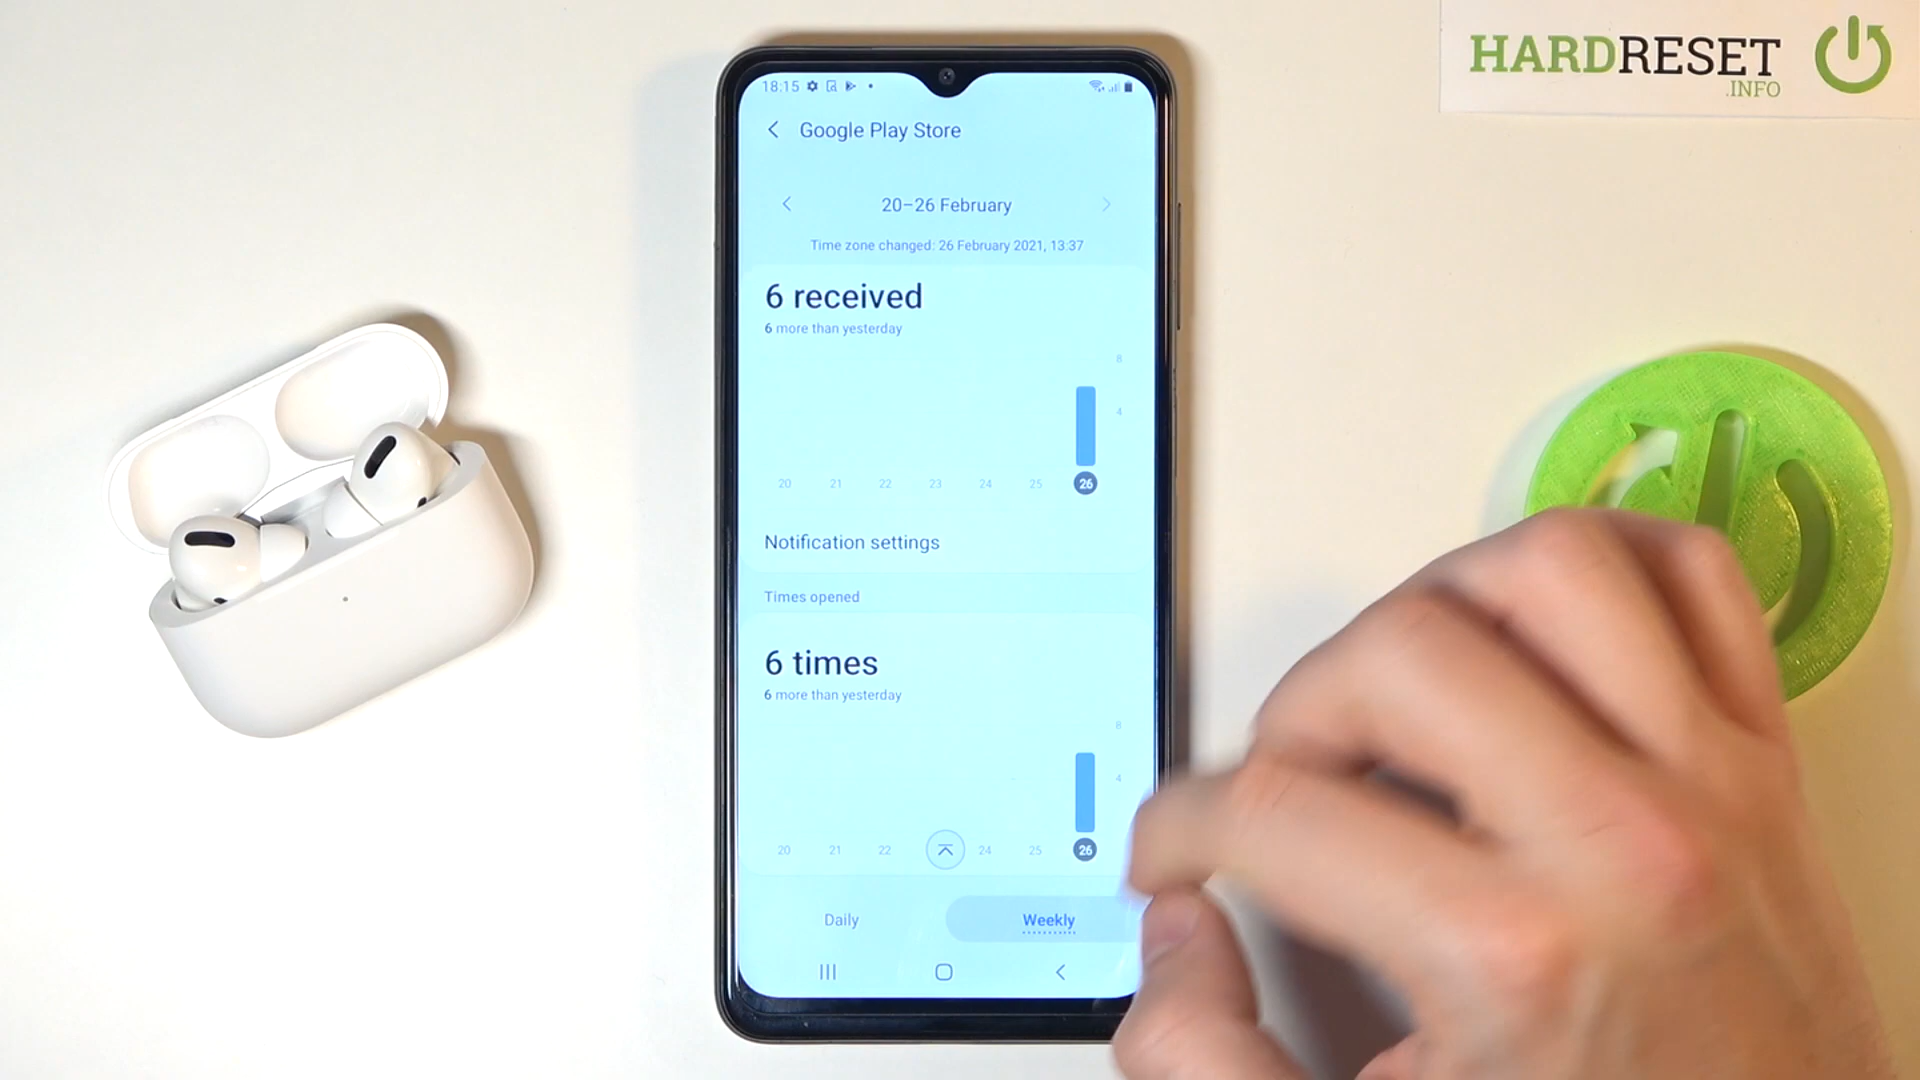 HARDRESET
.INFO
18:15
Google Play Store
20–26 February
Time zone changed: 26 February 2021, 13:37
6 received
6 more than yesterday
8
4
20 21 22 23 24 25 26
Notification settings
Times opened
6 times
6 more than yesterday
8
4
20 21 22 24 25 26
Daily Weekly